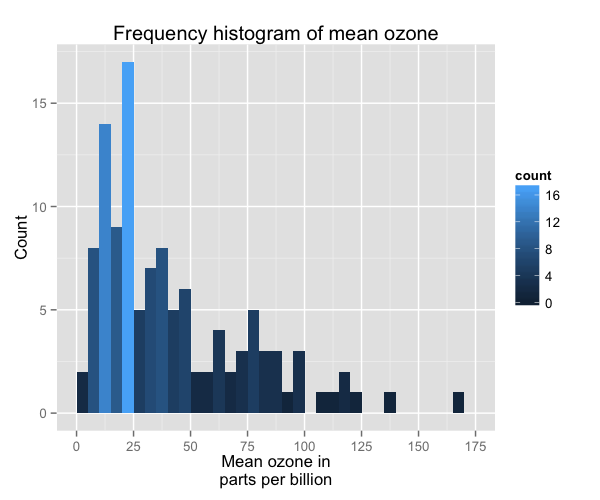 Frequency histogram of mean ozone
Count
15
10
5
0
0 25 50 75 100 125 150 175
Mean ozone in
parts per billion
count
16
12
8
4
0